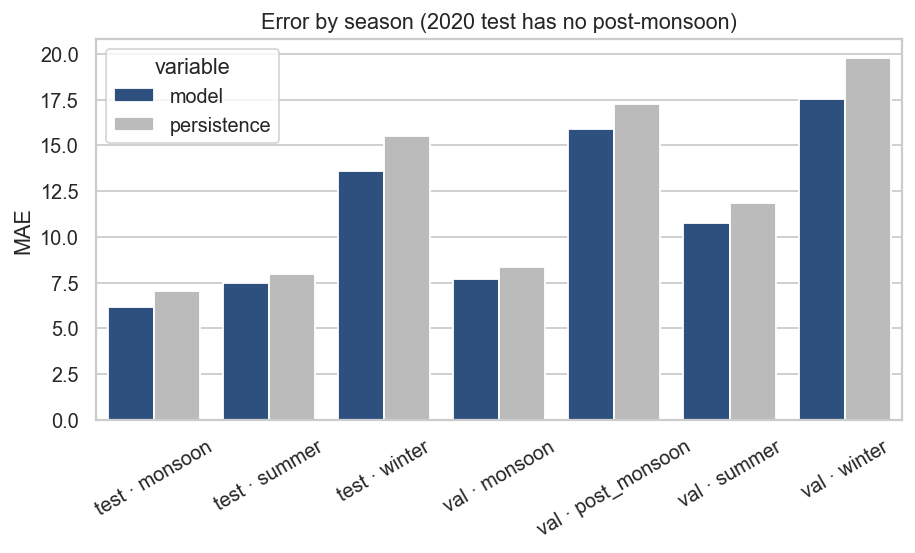 Error by season (2020 test has no post-monsoon)
variable
model
persistence
MAE
20.0
17.5
15.0
12.5
10.0
7.5
5.0
2.5
0.0
test · monsoon
test · summer
test · winter
val · monsoon
val · post_monsoon
val · summer
val · winter